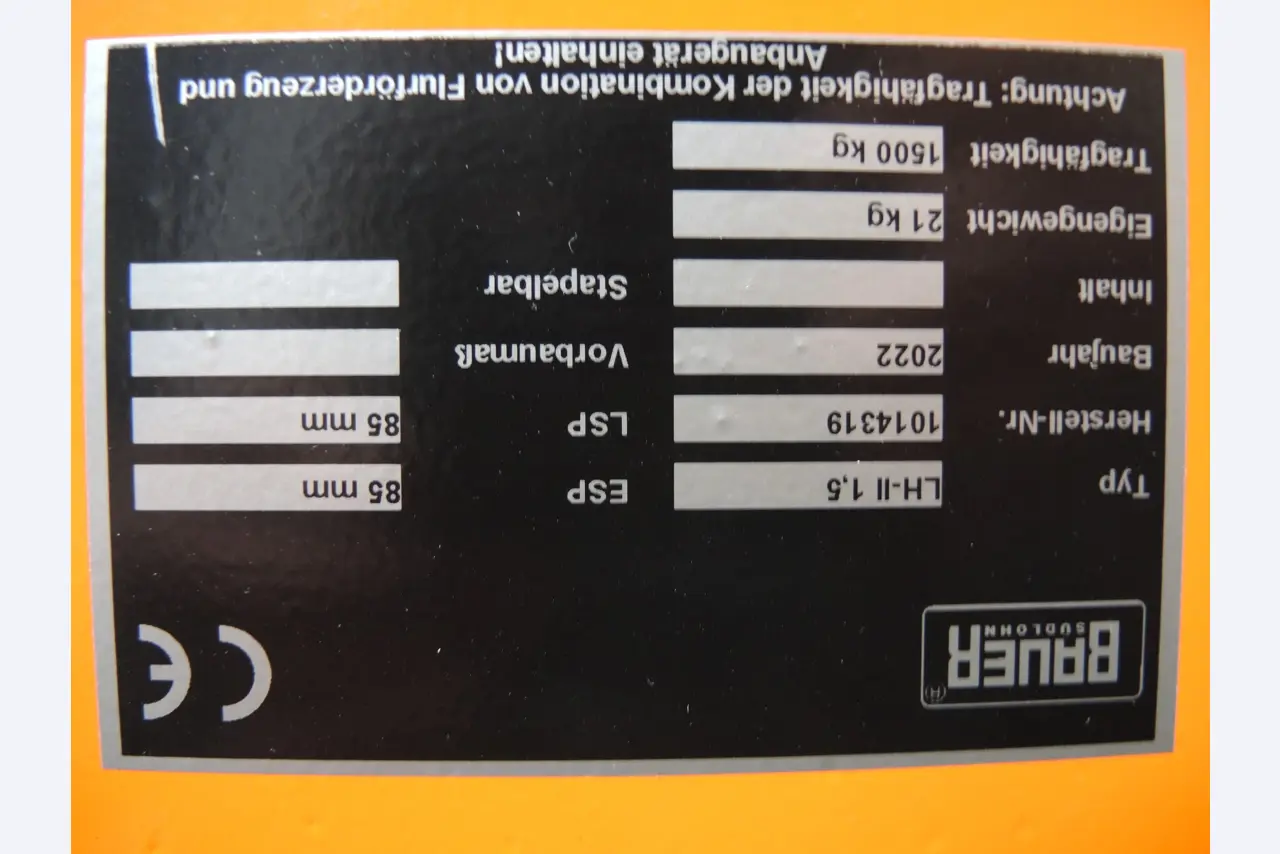 BAUER
SÜDLOHN
(H)
CE
Typ LH-II 1,5 ESP 85 mm
Herstell-Nr. 1014319 LSP 85 mm
Baujahr 2022 Vorbaumaß
Inhalt Stapelbar
Eigengewicht 21 kg
Tragfähigkeit 1500 kg
Achtung: Tragfähigkeit der Kombination von Flurförderzeug und
Anbaugerät einhalten!